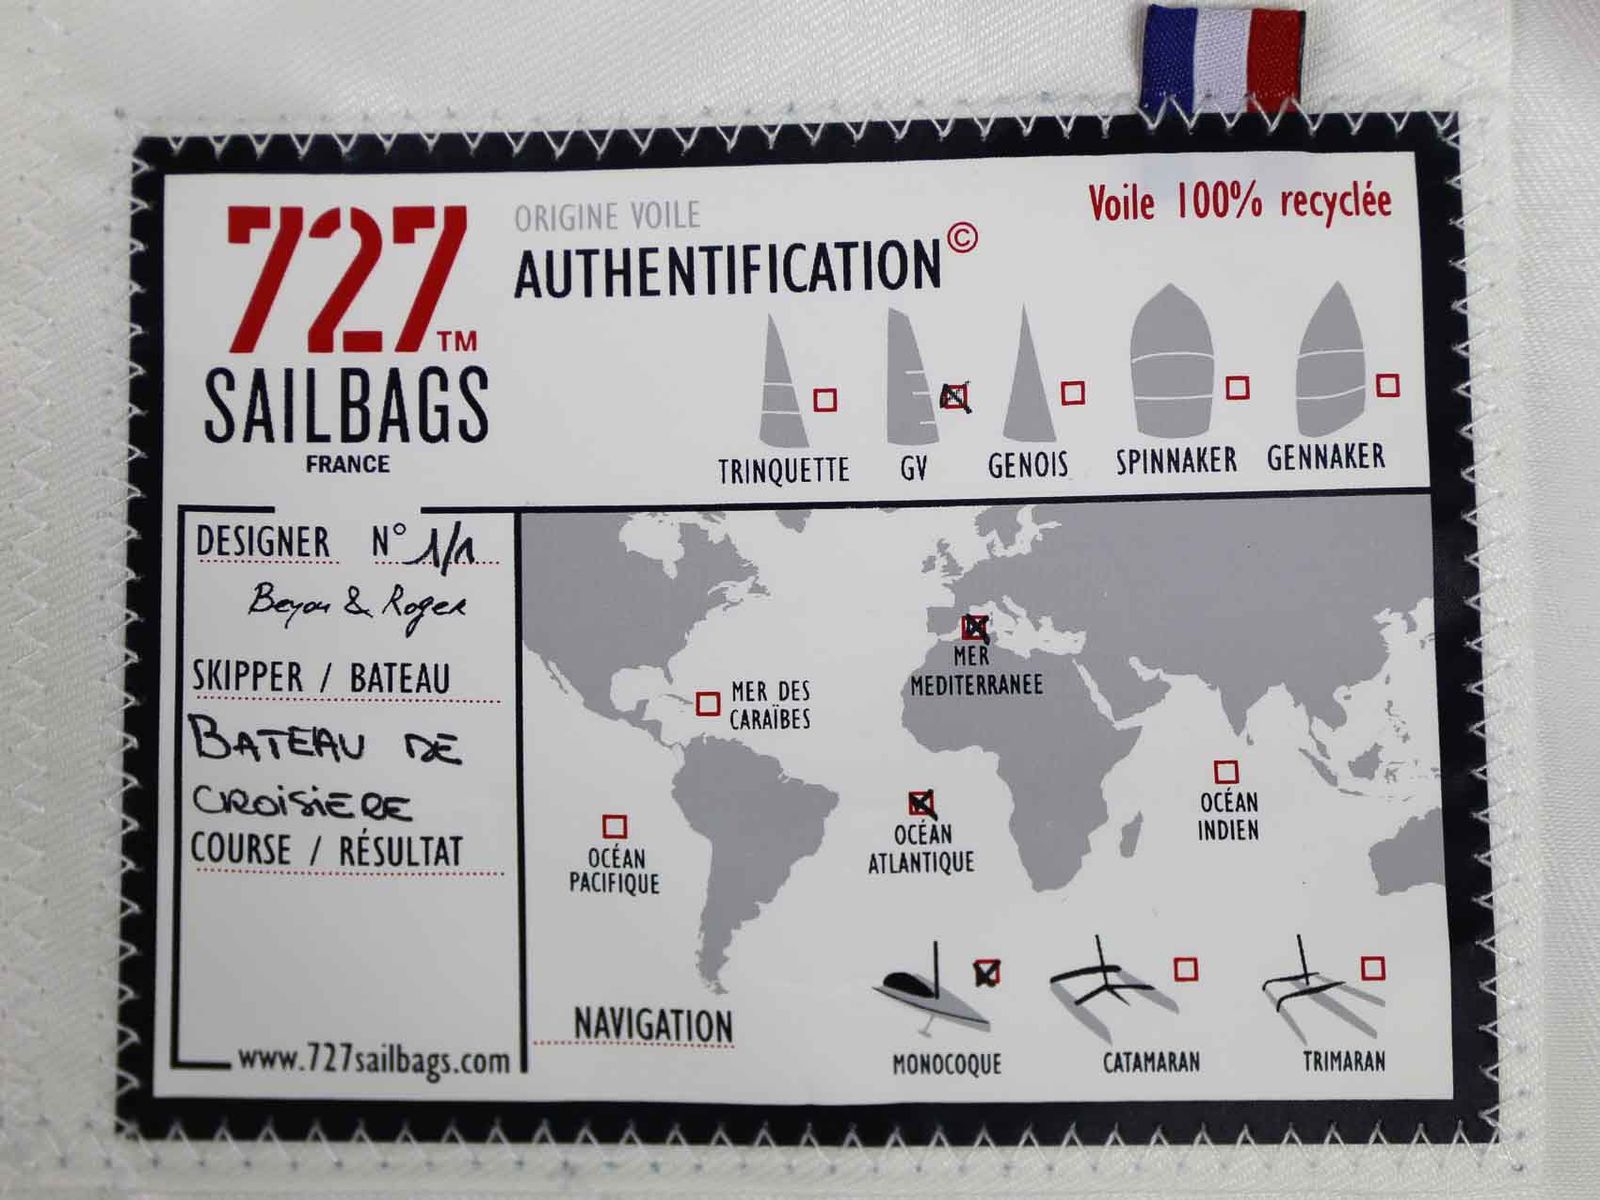 727™
SAILBAGS
FRANCE
ORIGINE VOILE
AUTHENTIFICATION©
Voile 100% recyclée
TRINQUETTE
GV
GENOIS
SPINNAKER
GENNAKER
DESIGNER N° 1/1
Beyou & Roger
SKIPPER / BATEAU
BATEAU DE
CROISIERE
COURSE / RÉSULTAT
www.727sailbags.com
MER
MEDITERRANEE
MER DES
CARAÏBES
OCÉAN
PACIFIQUE
OCÉAN
ATLANTIQUE
OCÉAN
INDIEN
NAVIGATION
MONOCOQUE
CATAMARAN
TRIMARAN